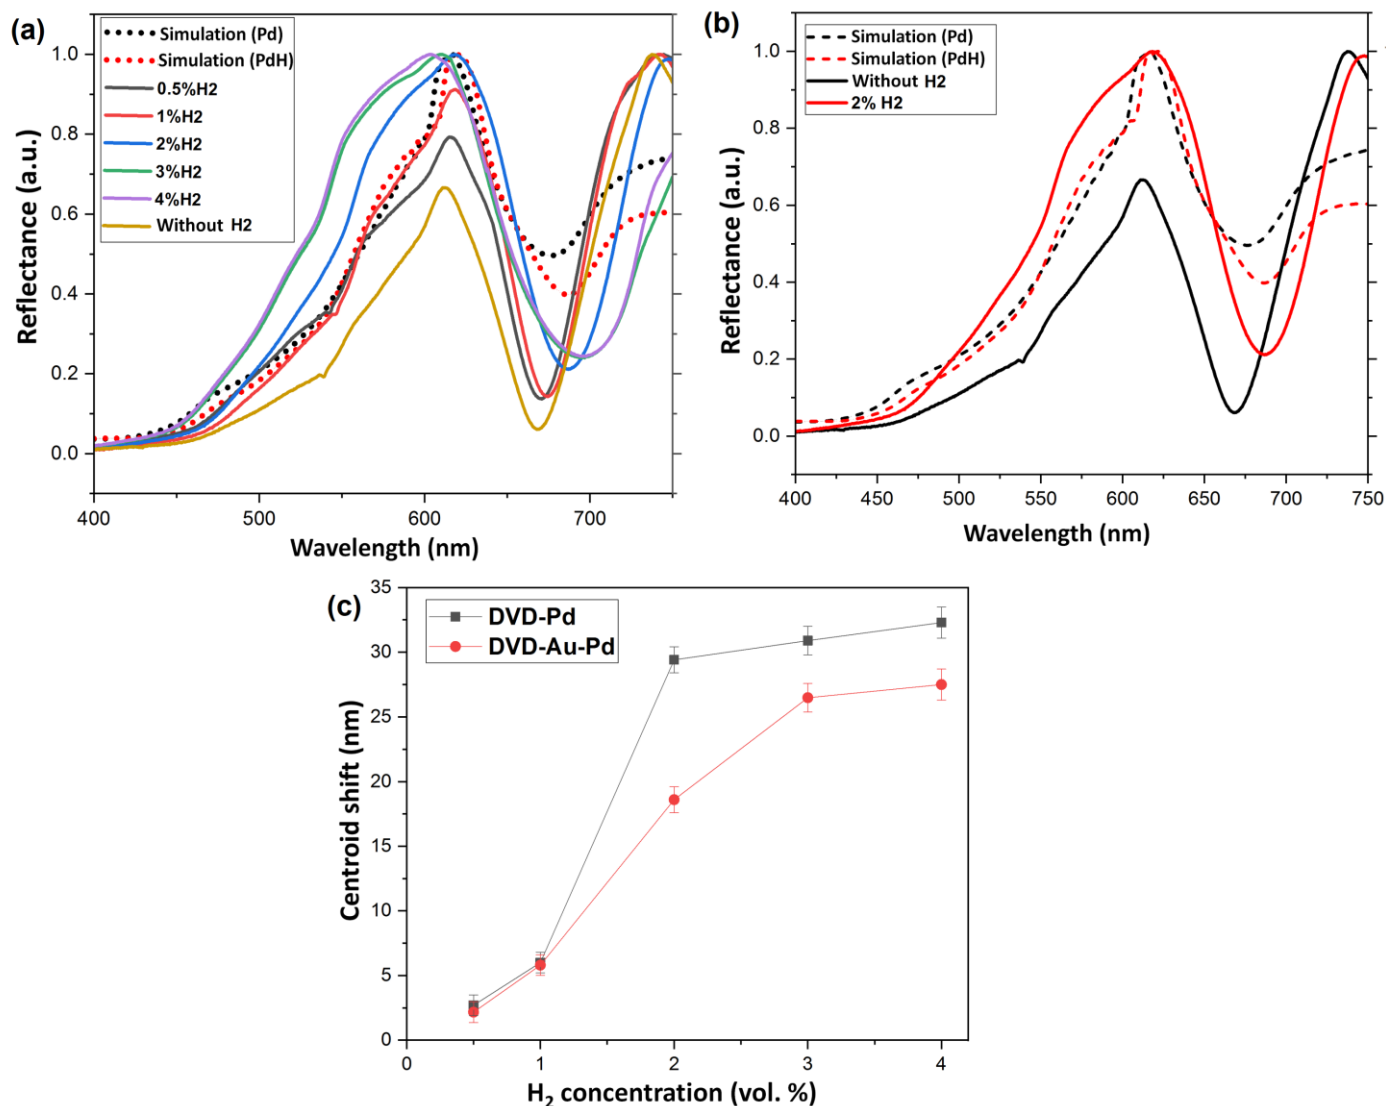 (a)
Simulation (Pd)
Simulation (PdH)
0.5%H2
1%H2
2%H2
3%H2
4%H2
Without H2
1.0
0.8
0.6
0.4
0.2
0.0
Reflectance (a.u.)
400
500
600
700
Wavelength (nm)
(b)
Simulation (Pd)
Simulation (PdH)
Without H2
2% H2
1.0
0.8
0.6
0.4
0.2
0.0
Reflectance (a.u.)
400
450
500
550
600
650
700
750
Wavelength (nm)
(c)
DVD-Pd
DVD-Au-Pd
35
30
25
20
15
10
5
0
Centroid shift (nm)
0
1
2
3
4
H₂ concentration (vol. %)